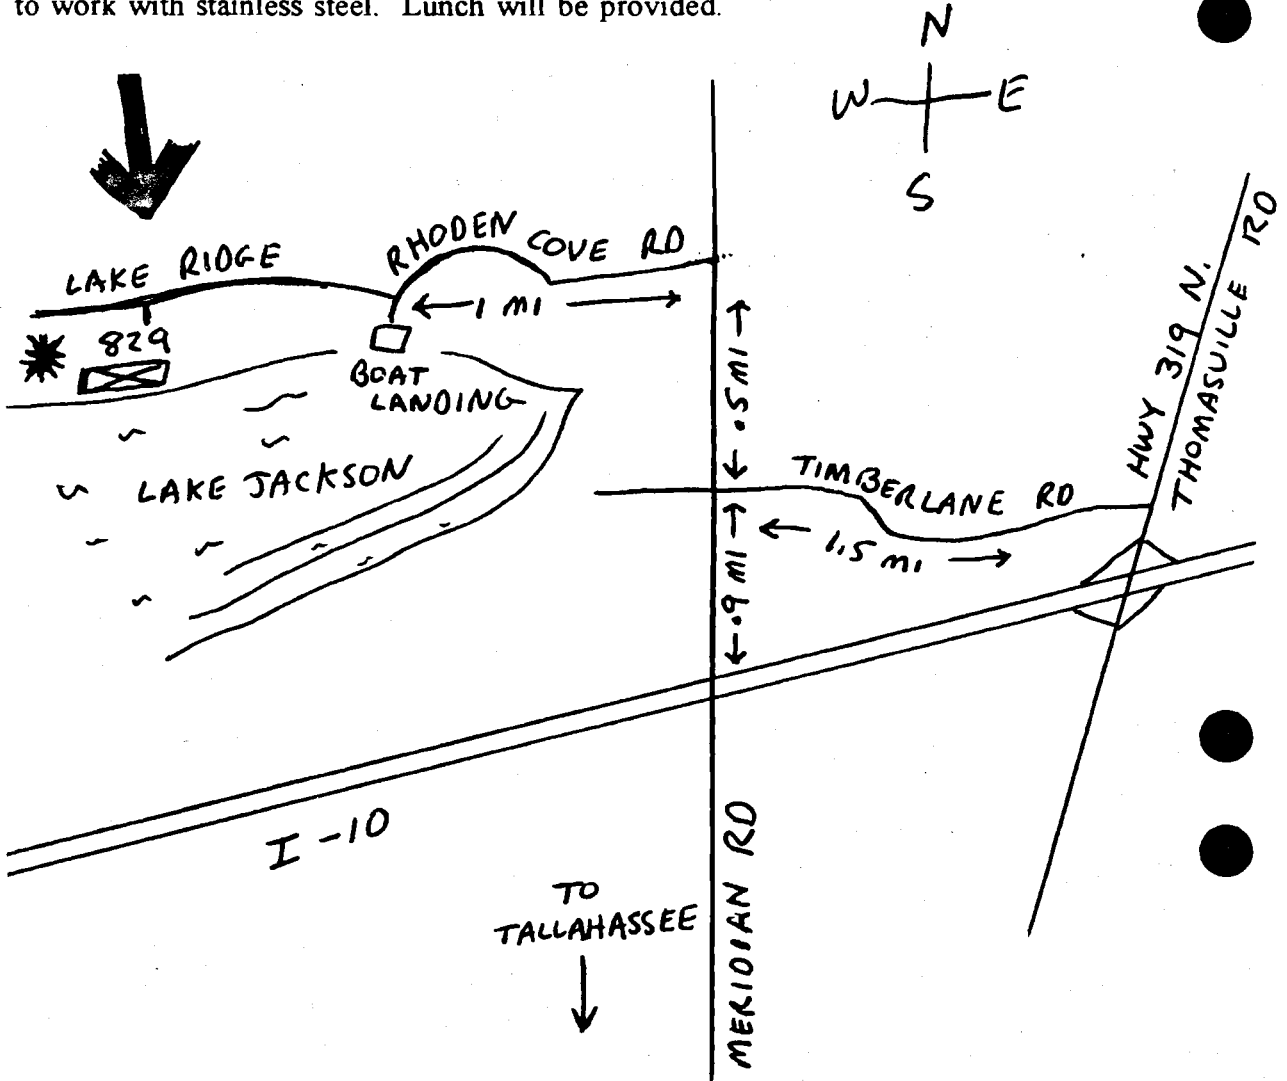 to work with stainless steel. Lunch will be provided.
N
W E
S
LAKE RIDGE
RHODEN COVE RD
1 MI
829
BOAT
LANDING
LAKE JACKSON
.5 MI
TIMBERLANE RD
1.5 MI
.9 MI
HWY 319 N.
THOMASVILLE RD
I-10
TO
TALLAHASSEE
MERIDIAN RD